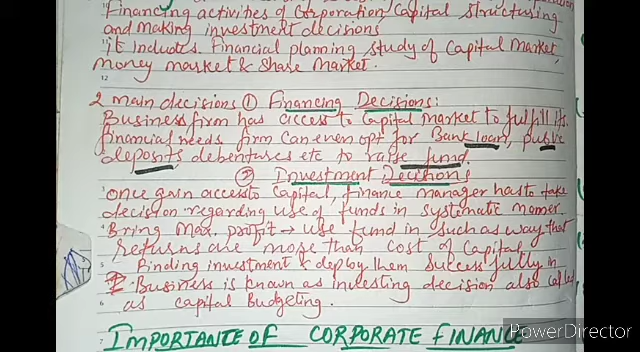 Financing activities of Corporation/Capital structuring
and making investment decisions
it includes financial planning study of capital market,
money market & share market.
2 main decisions ① Financing Decisions:
Business firm has access to Capital market to fulfill its
financial needs firm can even opt for Bank loan, public
deposits, debentures etc to raise fund.
② Investment Decisions
Once gain access to Capital, finance manager has to take
decision regarding use of funds in systematic manner.
Bring Max. profit → use fund in such as way that
returns are more than cost of Capital
Finding investment & deploy them Sucessfully in
Business is known as investing decision also called
as capital Budgeting.
IMPORTANCE OF CORPORATE FINANCE
PowerDirector